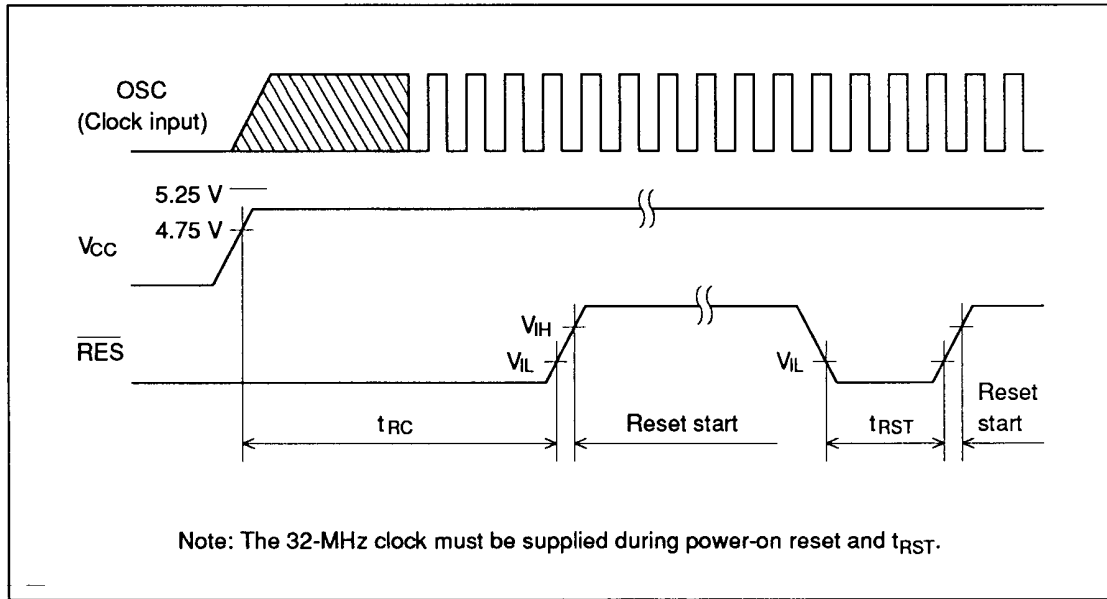 OSC
(Clock input)
5.25 V
4.75 V
VCC
VIH
RES
VIL
VIL
Reset
start
tRC
Reset start
tRST
Note: The 32-MHz clock must be supplied during power-on reset and tRST.